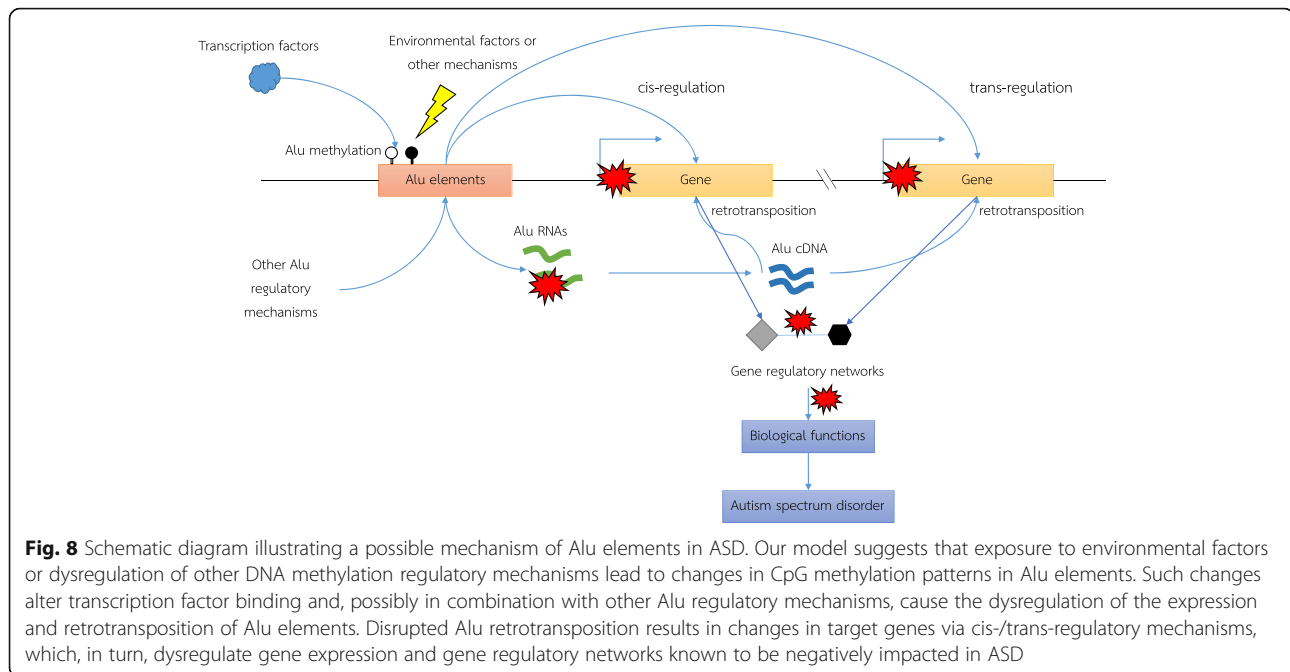 Transcription factors
Environmental factors or
other mechanisms
cis-regulation
trans-regulation
Alu methylation
Alu elements
Gene
Gene
retrotransposition
retrotransposition
Alu RNAs
Alu cDNA
Other Alu
regulatory
mechanisms
Gene regulatory networks
Biological functions
Autism spectrum disorder
Fig. 8 Schematic diagram illustrating a possible mechanism of Alu elements in ASD. Our model suggests that exposure to environmental factors
or dysregulation of other DNA methylation regulatory mechanisms lead to changes in CpG methylation patterns in Alu elements. Such changes
alter transcription factor binding and, possibly in combination with other Alu regulatory mechanisms, cause the dysregulation of the expression
and retrotransposition of Alu elements. Disrupted Alu retrotransposition results in changes in target genes via cis-/trans-regulatory mechanisms,
which, in turn, dysregulate gene expression and gene regulatory networks known to be negatively impacted in ASD